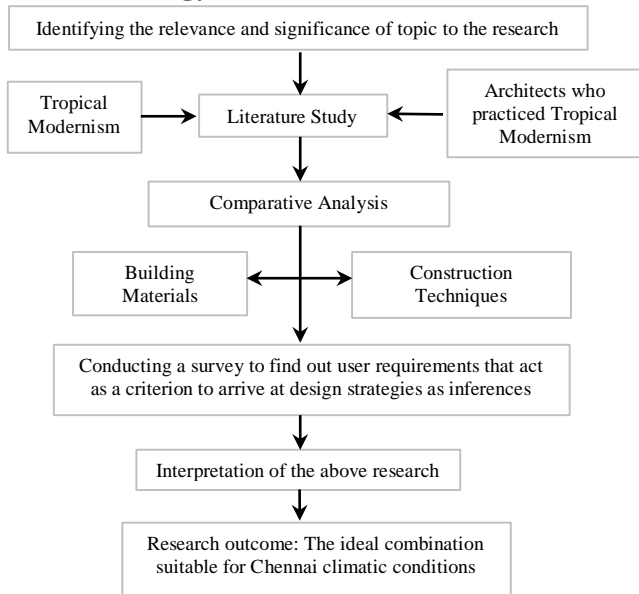 Identifying the relevance and significance of topic to the research
Tropical
Modernism
Literature Study
Architects who
practiced Tropical
Modernism
Comparative Analysis
Building
Materials
Construction
Techniques
Conducting a survey to find out user requirements that act
as a criterion to arrive at design strategies as inferences
Interpretation of the above research
Research outcome: The ideal combination
suitable for Chennai climatic conditions